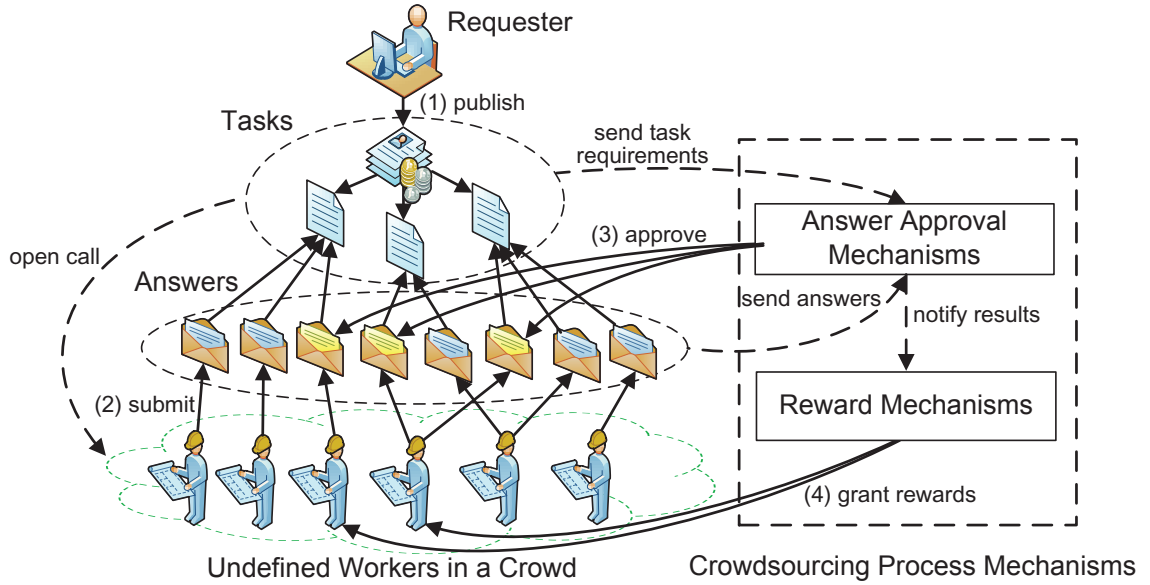 Requester
(1) publish
Tasks
send task
requirements
Answer Approval
Mechanisms
(3) approve
open call
Answers
send answers
notify results
Reward Mechanisms
(2) submit
(4) grant rewards
Undefined Workers in a Crowd
Crowdsourcing Process Mechanisms